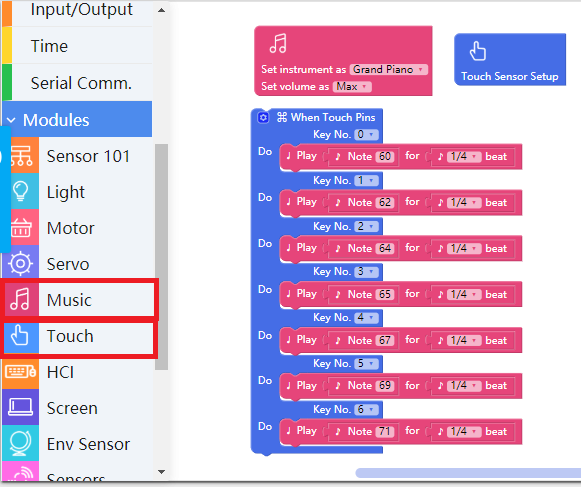 Input/Output
Time
Serial Comm.
Modules
Sensor 101
Light
Motor
Servo
Music
Touch
HCI
Screen
Env Sensor
Sensors
Set instrument as Grand Piano
Set volume as Max
Touch Sensor Setup
⌘ When Touch Pins
Key No. 0
Do Play Note 60 for 1/4 beat
Key No. 1
Do Play Note 62 for 1/4 beat
Key No. 2
Do Play Note 64 for 1/4 beat
Key No. 3
Do Play Note 65 for 1/4 beat
Key No. 4
Do Play Note 67 for 1/4 beat
Key No. 5
Do Play Note 69 for 1/4 beat
Key No. 6
Do Play Note 71 for 1/4 beat